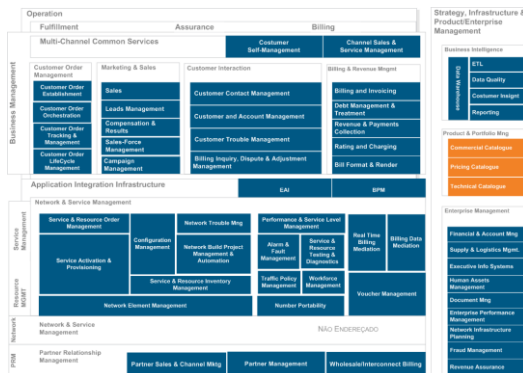 Operation
Fulfillment
Assurance
Billing
Multi-Channel Common Services
Costumer
Self-Management
Channel Sales &
Service Management
Business Management
Customer Order
Management
Customer Order
Establishment
Customer Order
Orchestration
Customer Order
Tracking &
Management
Customer Order
LifeCycle
Management
Marketing & Sales
Sales
Leads Management
Compensation &
Results
Sales-Force
Management
Campaign
Management
Customer Interaction
Customer Contact Management
Customer and Account Management
Customer Trouble Management
Billing Inquiry, Dispute & Adjustment
Management
Billing & Revenue Mngmt
Billing and Invoicing
Debt Management &
Treatment
Revenue & Payments
Collection
Rating and Charging
Bill Format & Render
Application Integration Infrastructure
EAI
BPM
Service
Management
Resource
MGMT
Network & Service Management
Service & Resource Order
Management
Configuration
Management
Network Trouble Mng
Network Build Project
Management &
Automation
Service Activation &
Provisioning
Service & Resource Inventory
Management
Network Element Management
Performance & Service Level
Management
Alarm &
Fault
Management
Service &
Resource
Testing &
Diagnostics
Traffic Policy
Management
Workforce
Management
Number Portability
Real Time
Billing
Mediation
Billing Data
Mediation
Voucher Management
Network
Network & Service
Management
NÃO ENDEREÇADO
PRM
Partner Relationship
Management
Partner Sales & Channel Mktg
Partner Management
Wholesale/Interconnect Billing
Strategy, Infrastructure &
Product/Enterprise
Management
Business Intelligence
Data Warehouse
ETL
Data Quality
Costumer Insignt
Reporting
Product & Portfolio Mng
Commercial Catalogue
Pricing Catalogue
Technical Catalogue
Enterprise Management
Financial & Account Mng
Supply & Logistics Mgmt.
Executive Info Systems
Human Assets
Management
Document Mng
Enterprise Performance
Management
Network Infrastructure
Planning
Fraud Management
Revenue Assurance